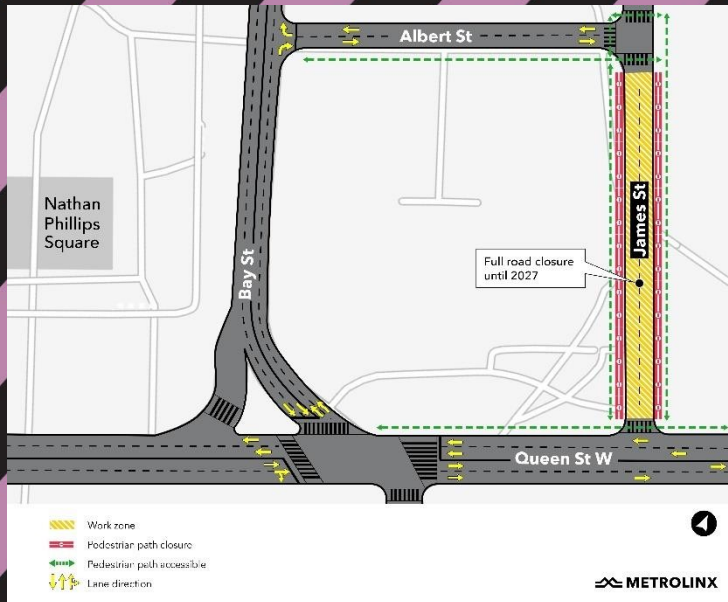 Albert St
Nathan
Phillips
Square
Bay St
James St
Full road closure
until 2027
Queen St W
Work zone
Pedestrian path closure
Pedestrian path accessible
Lane direction
METROLINX